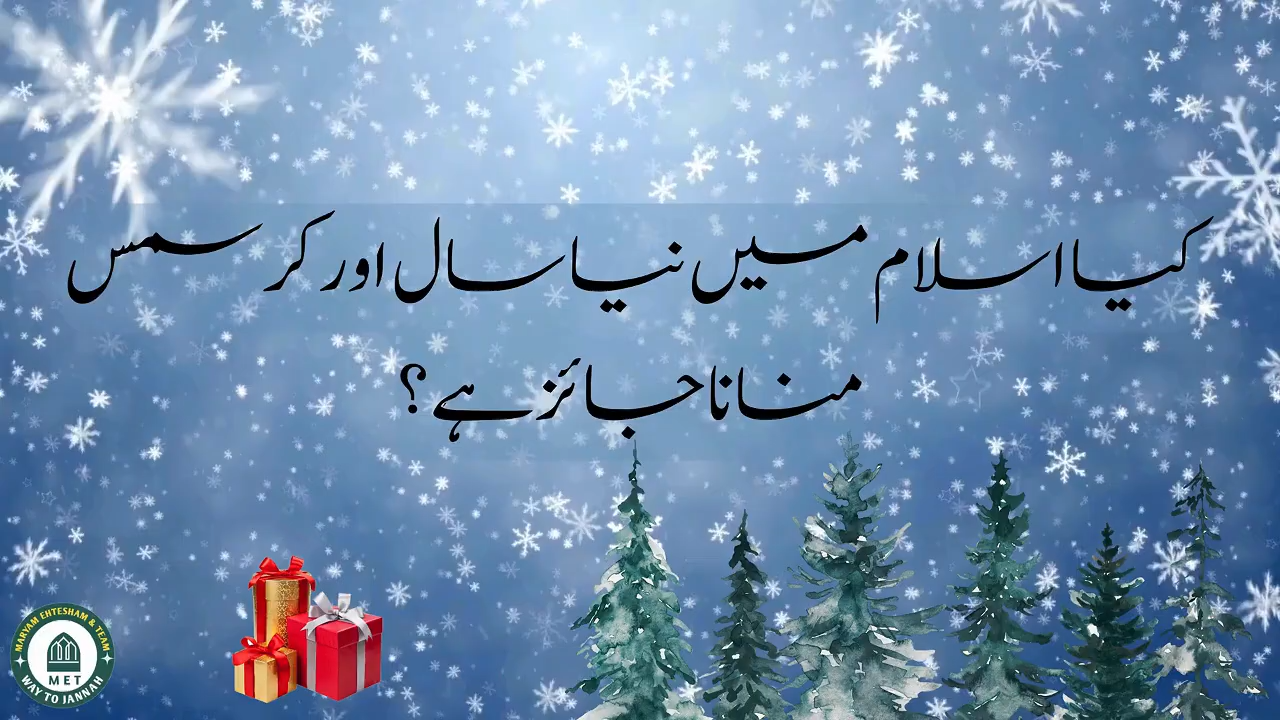 کیا اسلام میں نیا سال اور کرسمس
منانا جائز ہے؟
MARYAM EHTESHAM & TEAM
MET
WAY TO JANNAH